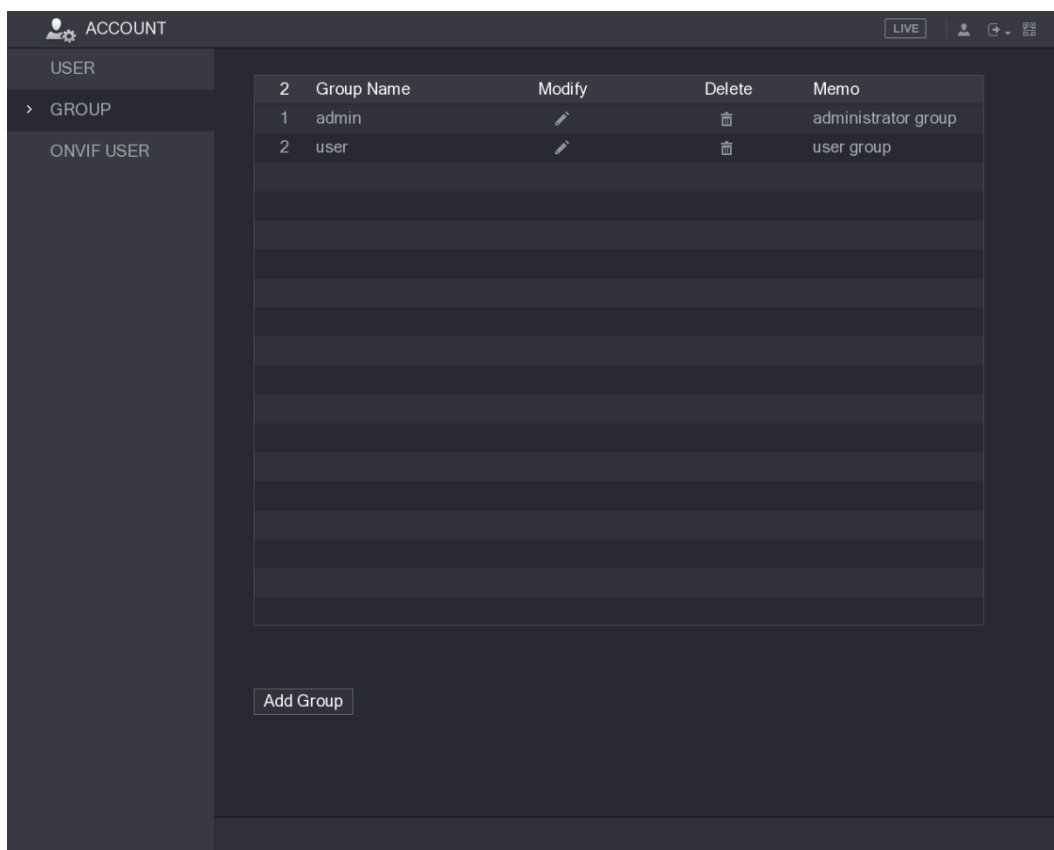 ACCOUNT LIVE
USER
GROUP
ONVIF USER
2 Group Name Modify Delete Memo
1 admin administrator group
2 user user group
Add Group